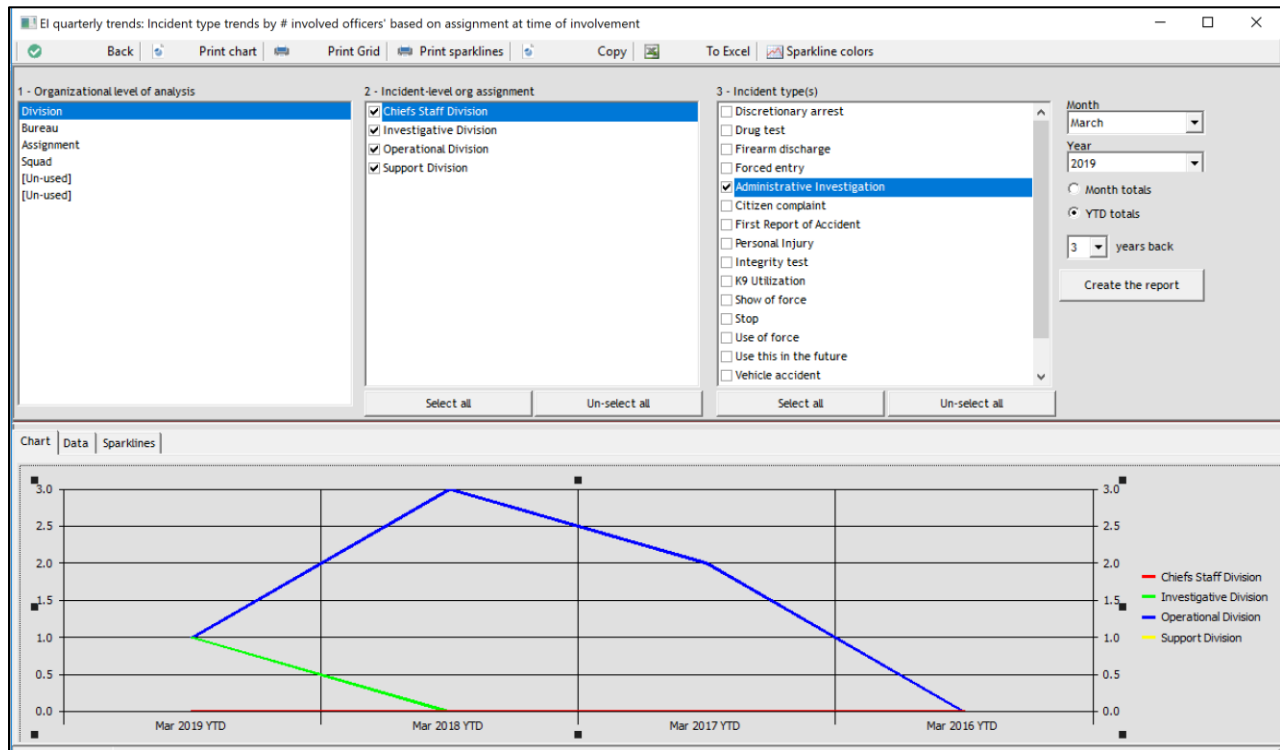 EI quarterly trends: Incident type trends by # involved officers' based on assignment at time of involvement
Back Print chart Print Grid Print sparklines Copy To Excel Sparkline colors
1 - Organizational level of analysis
Division
Bureau
Assignment
Squad
[Un-used]
[Un-used]
2 - Incident-level org assignment
Chiefs Staff Division
Investigative Division
Operational Division
Support Division
Select all Un-select all
3 - Incident type(s)
Discretionary arrest
Drug test
Firearm discharge
Forced entry
Administrative Investigation
Citizen complaint
First Report of Accident
Personal Injury
Integrity test
K9 Utilization
Show of force
Stop
Use of force
Use this in the future
Vehicle accident
Select all Un-select all
Month
March
Year
2019
Month totals
YTD totals
3 years back
Create the report
Chart Data Sparklines
3.0
2.5
2.0
1.5
1.0
0.5
0.0
Mar 2019 YTD Mar 2018 YTD Mar 2017 YTD Mar 2016 YTD
3.0
2.5
2.0
1.5
1.0
0.5
0.0
Chiefs Staff Division
Investigative Division
Operational Division
Support Division